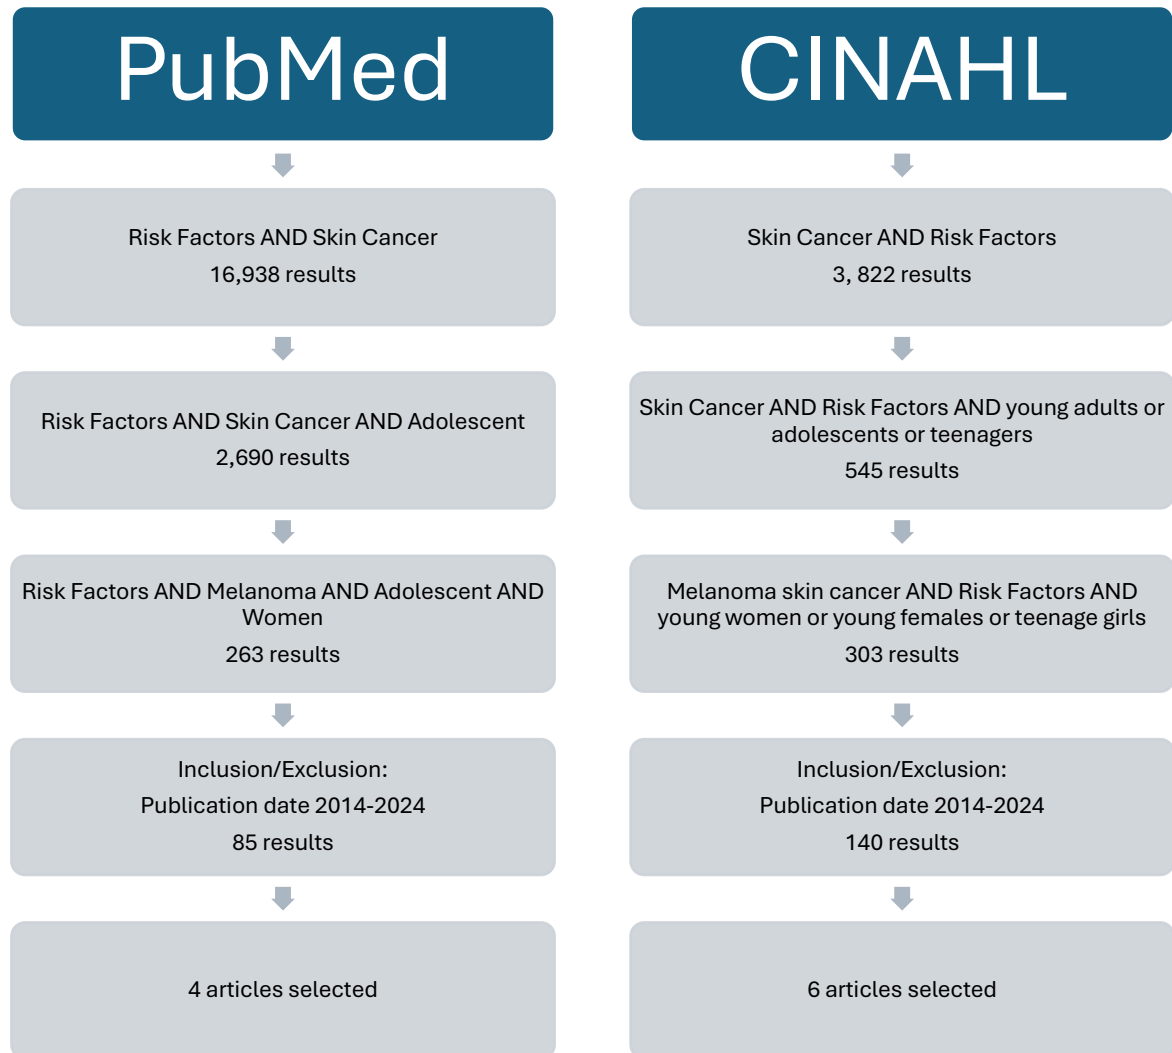 PubMed
Risk Factors AND Skin Cancer
16,938 results
Risk Factors AND Skin Cancer AND Adolescent
2,690 results
Risk Factors AND Melanoma AND Adolescent AND
Women
263 results
Inclusion/Exclusion:
Publication date 2014-2024
85 results
4 articles selected
CINAHL
Skin Cancer AND Risk Factors
3, 822 results
Skin Cancer AND Risk Factors AND young adults or
adolescents or teenagers
545 results
Melanoma skin cancer AND Risk Factors AND
young women or young females or teenage girls
303 results
Inclusion/Exclusion:
Publication date 2014-2024
140 results
6 articles selected